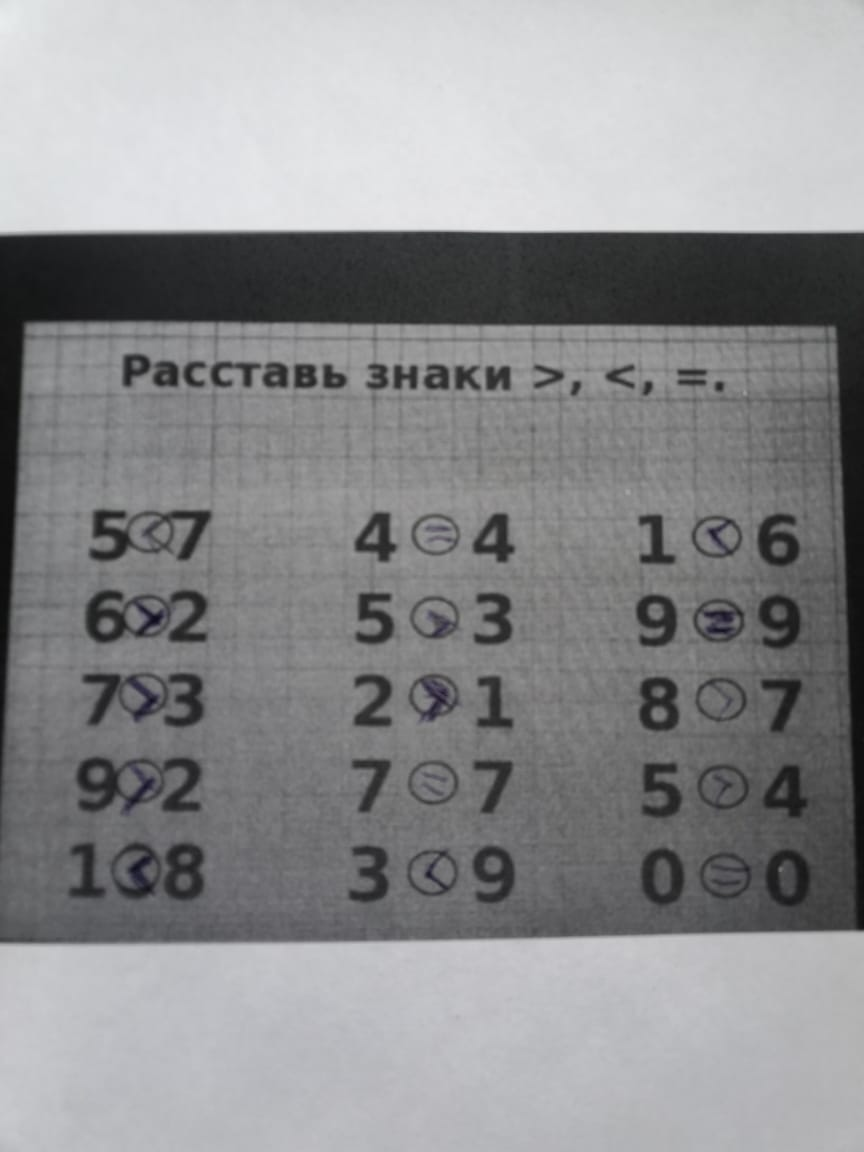 Расставь знаки >, <, =.
5 < 7 4 = 4 1 < 6
6 > 2 5 > 3 9 = 9
7 > 3 2 > 1 8 > 7
9 > 2 7 = 7 5 > 4
1 < 8 3 < 9 0 = 0